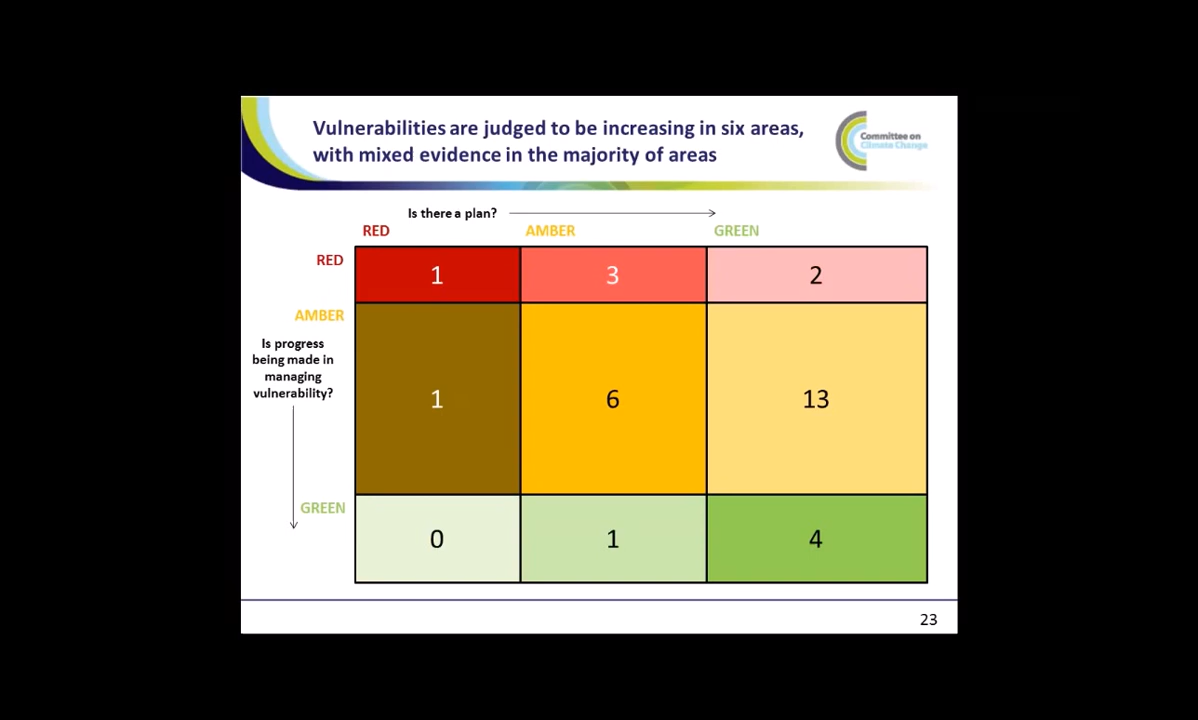 Vulnerabilities are judged to be increasing in six areas,
with mixed evidence in the majority of areas
Committee on
Climate Change
Is there a plan?
RED
AMBER
GREEN
RED
1
3
2
AMBER
Is progress
being made in
managing
vulnerability?
1
6
13
GREEN
0
1
4
23